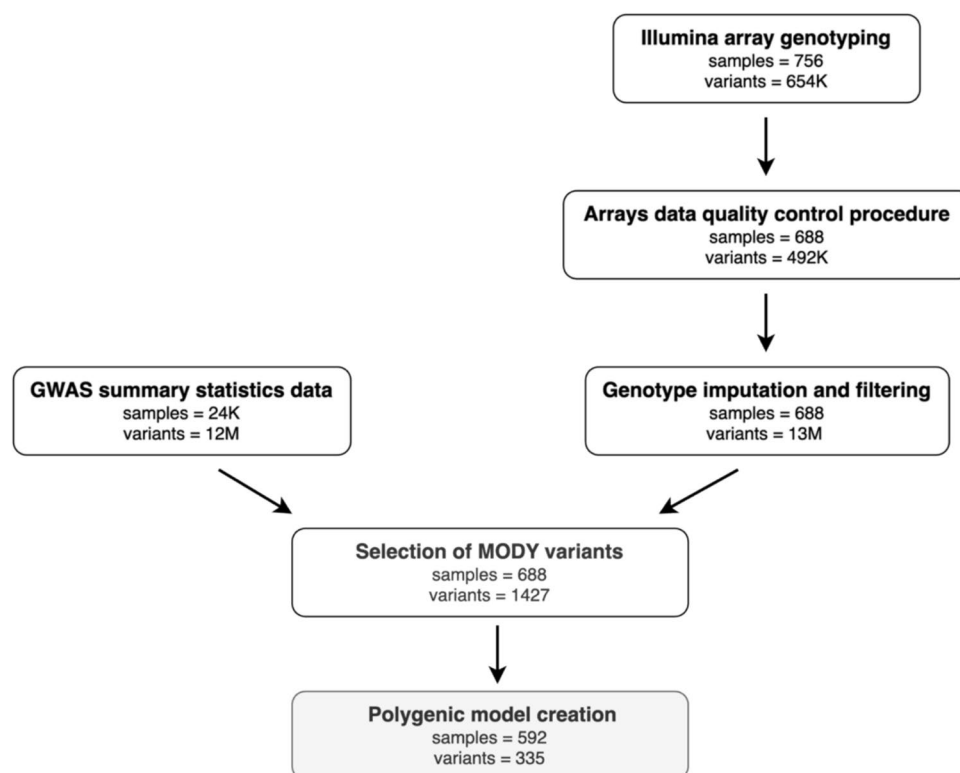 Illumina array genotyping
samples = 756
variants = 654K
Arrays data quality control procedure
samples = 688
variants = 492K
GWAS summary statistics data
samples = 24K
variants = 12M
Genotype imputation and filtering
samples = 688
variants = 13M
Selection of MODY variants
samples = 688
variants = 1427
Polygenic model creation
samples = 592
variants = 335